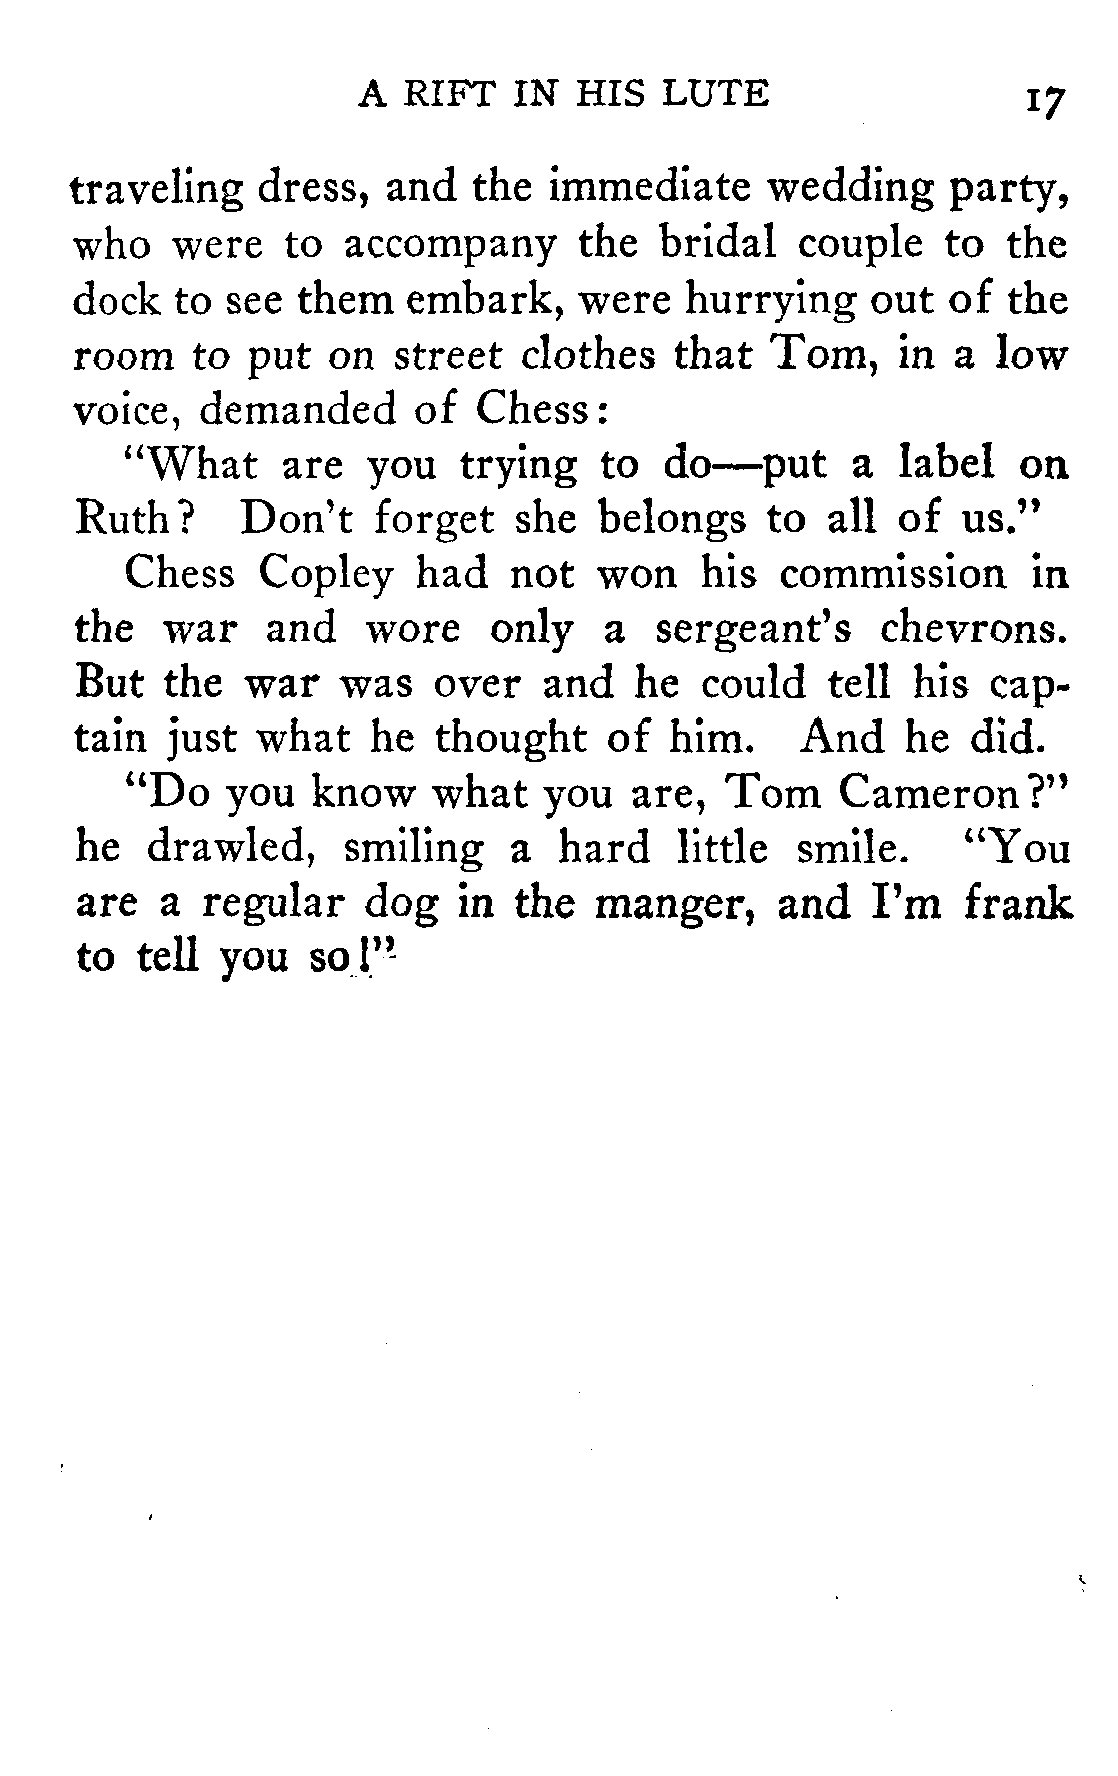 A RIFT IN HIS LUTE 17
traveling dress, and the immediate wedding party,
who were to accompany the bridal couple to the
dock to see them embark, were hurrying out of the
room to put on street clothes that Tom, in a low
voice, demanded of Chess:
“What are you trying to do—put a label on
Ruth? Don’t forget she belongs to all of us.”
Chess Copley had not won his commission in
the war and wore only a sergeant’s chevrons.
But the war was over and he could tell his cap-
tain just what he thought of him. And he did.
“Do you know what you are, Tom Cameron?”
he drawled, smiling a hard little smile. “You
are a regular dog in the manger, and I’m frank
to tell you so!”